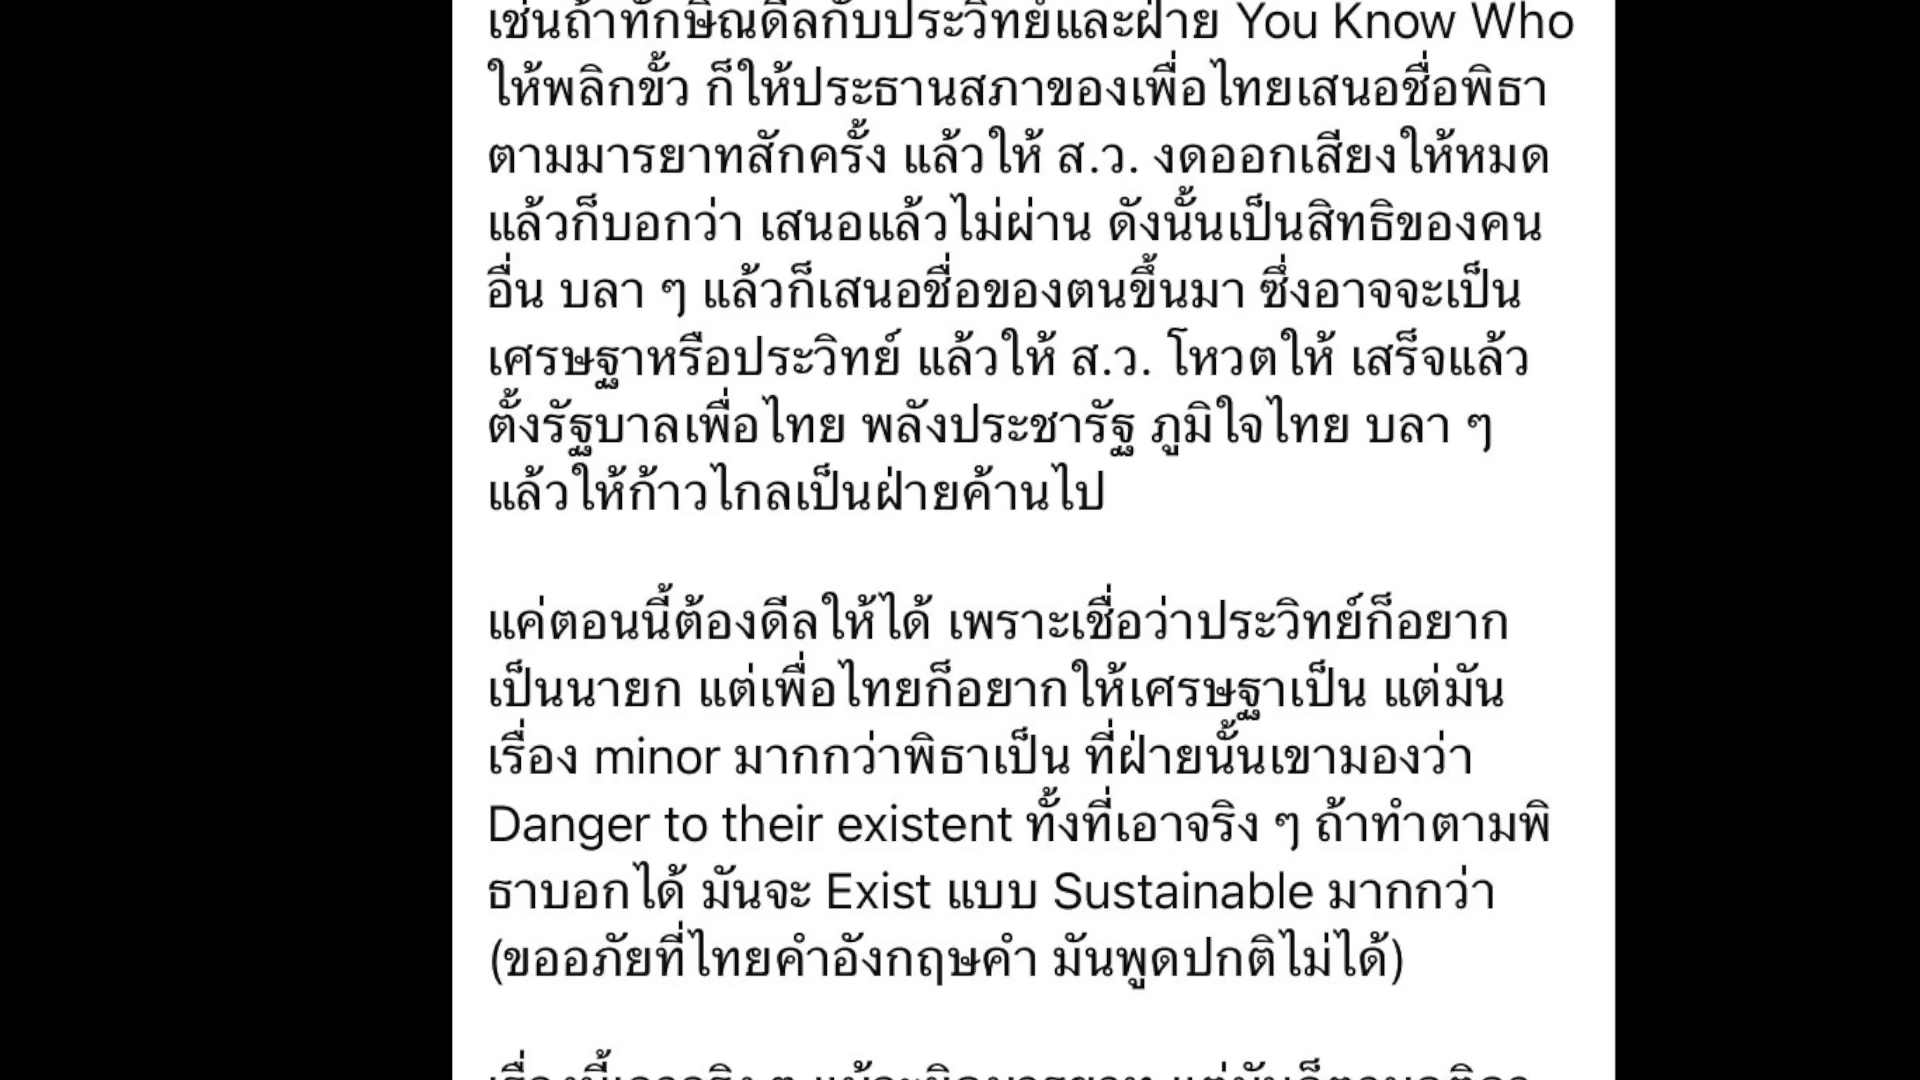 เช่นถ้าทักษิณดีลกับประวิทย์และฝ่าย You Know Who
ให้พลิกขั้ว ก็ให้ประธานสภาของเพื่อไทยเสนอชื่อพิธา
ตามมารยาทสักครั้ง แล้วให้ ส.ว. งดออกเสียงให้หมด
แล้วก็บอกว่า เสนอแล้วไม่ผ่าน ดังนั้นเป็นสิทธิของคน
อื่น บลา ๆ แล้วก็เสนอชื่อของตนขึ้นมา ซึ่งอาจจะเป็น
เศรษฐาหรือประวิทย์ แล้วให้ ส.ว. โหวตให้ เสร็จแล้ว
ตั้งรัฐบาลเพื่อไทย พลังประชารัฐ ภูมิใจไทย บลา ๆ
แล้วให้ก้าวไกลเป็นฝ่ายค้านไป
แค่ตอนนี้ต้องดีลให้ได้ เพราะเชื่อว่าประวิทย์ก็อยาก
เป็นนายก แต่เพื่อไทยก็อยากให้เศรษฐาเป็น แต่มัน
เรื่อง minor มากกว่าพิธาเป็น ที่ฝ่ายนั้นเขามองว่า
Danger to their existent ทั้งที่เอาจริง ๆ ถ้าทำตามพิ
ธาบอกได้ มันจะ Exist แบบ Sustainable มากกว่า
(ขออภัยที่ไทยคำอังกฤษคำ มันพูดปกติไม่ได้)